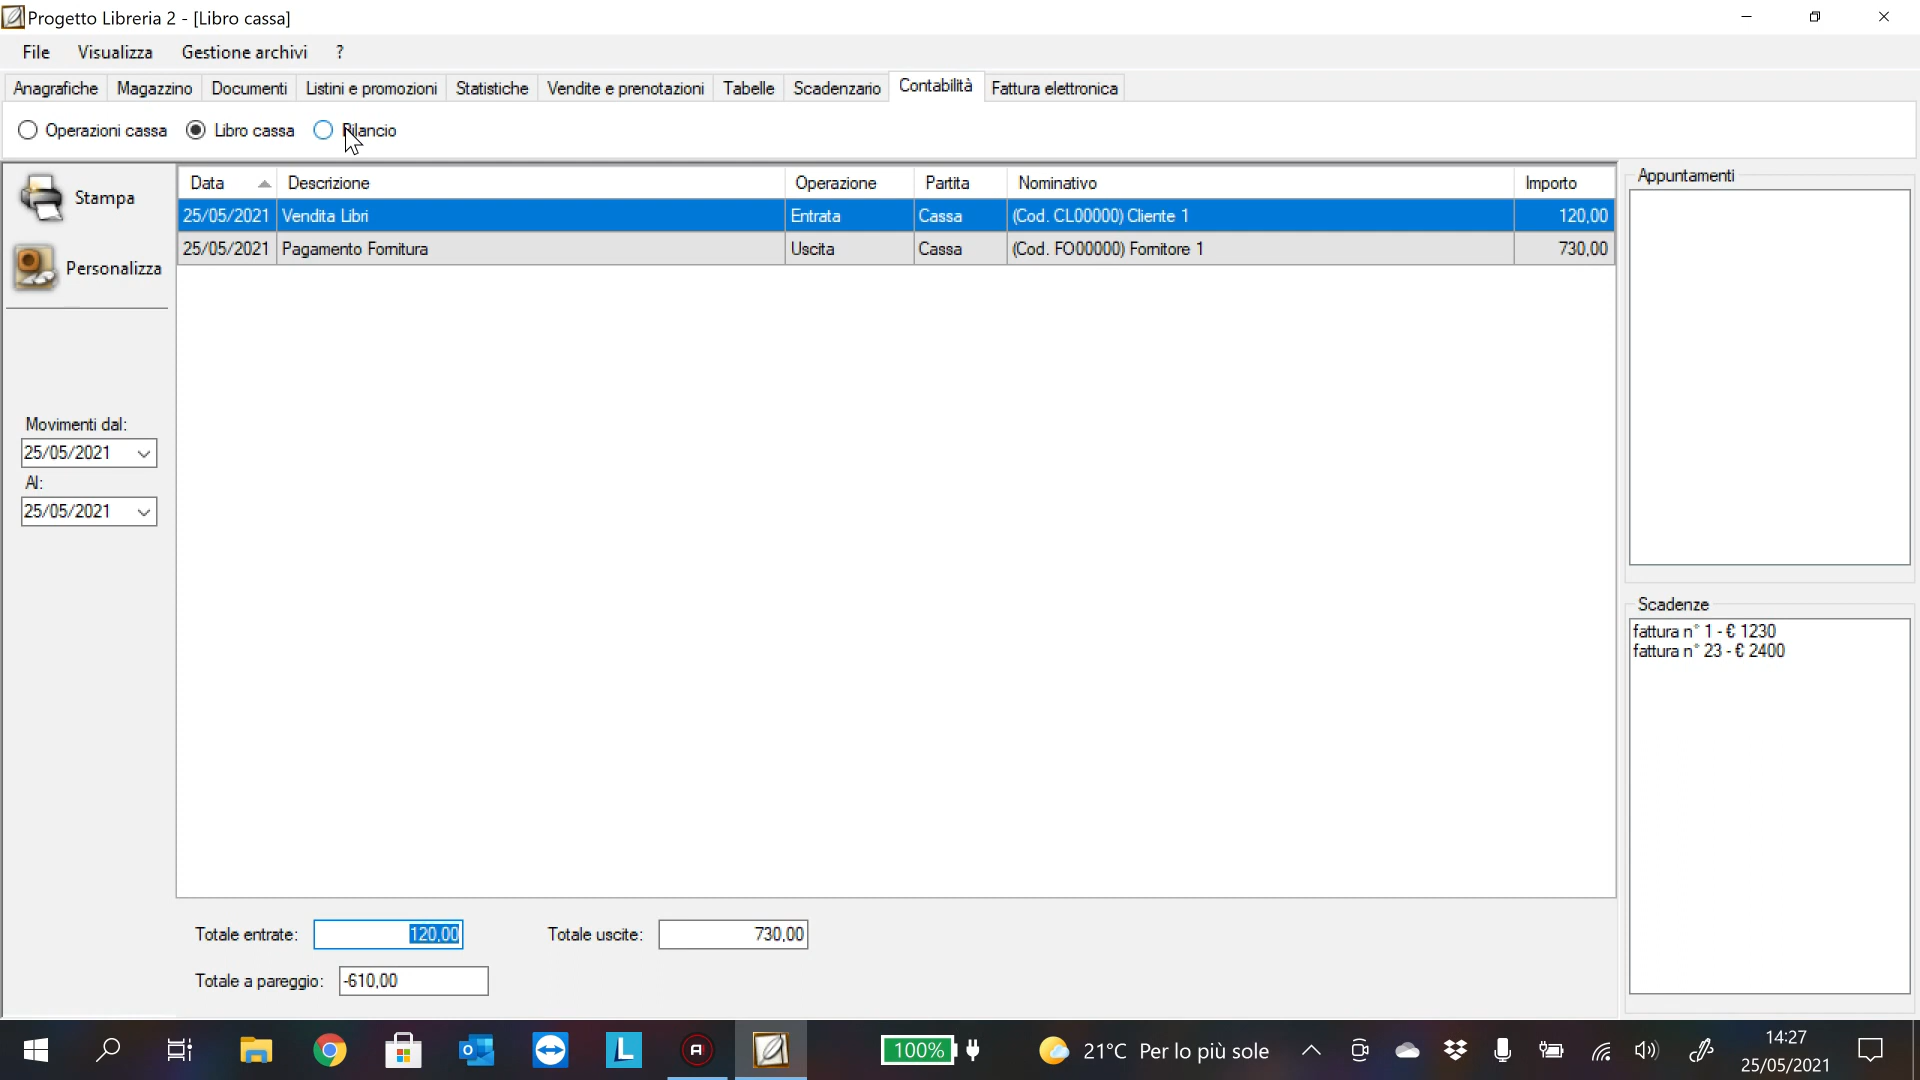 Progetto Libreria 2 - [Libro cassa]
File Visualizza Gestione archivi ?
Anagrafiche Magazzino Documenti Listini e promozioni Statistiche Vendite e prenotazioni Tabelle Scadenzario Contabilità Fattura elettronica
Operazioni cassa Libro cassa Bilancio
Stampa
Personalizza
Movimenti dal:
25/05/2021
Al:
25/05/2021
Data Descrizione Operazione Partita Nominativo Importo
25/05/2021 Vendita Libri Entrata Cassa (Cod. CL00000) Cliente 1 120,00
25/05/2021 Pagamento Fornitura Uscita Cassa (Cod. FO00000) Fornitore 1 730,00
Totale entrate: 120,00 Totale uscite: 730,00
Totale a pareggio: -610,00
Appuntamenti
Scadenze
fattura n° 1 - € 1230
fattura n° 23 - € 2400
100% 21°C Per lo più sole 14:27
25/05/2021